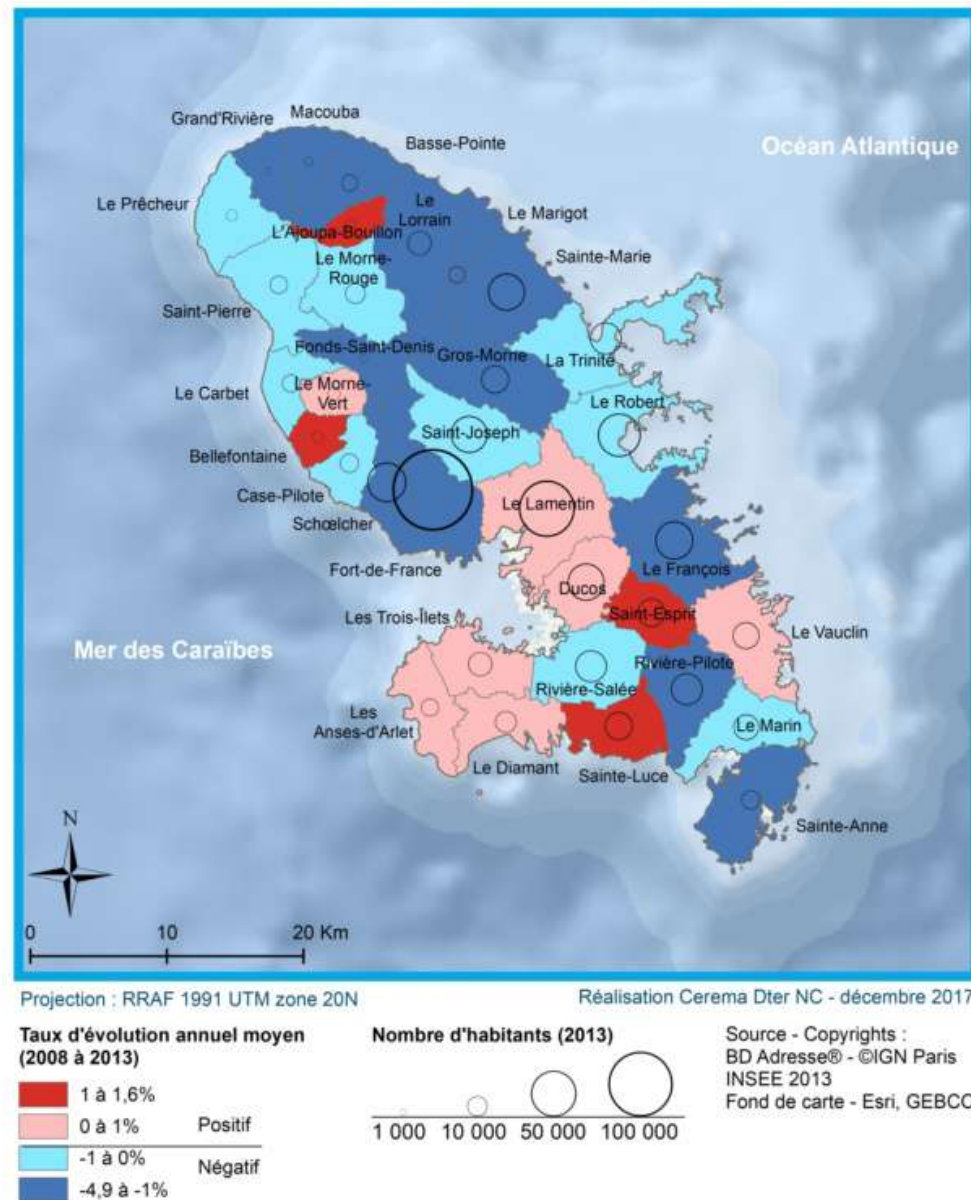 Grand'Rivière
Macouba
Basse-Pointe
Océan Atlantique
Le Prêcheur
Le
Lorrain
Le Marigot
L'Ajoupa-Bouillon
Le Morne-
Rouge
Sainte-Marie
Saint-Pierre
Fonds-Saint-Denis
Gros-Morne
La Trinité
Le Carbet
Le Morne-
Vert
Le Robert
Saint-Joseph
Bellefontaine
Case-Pilote
Le Lamentin
Schœlcher
Fort-de-France
Le François
Ducos
Les Trois-Îlets
Saint-Esprit
Le Vauclin
Mer des Caraïbes
Rivière-Pilote
Rivière-Salée
Les
Anses-d'Arlet
Le Marin
Le Diamant
Sainte-Luce
Sainte-Anne
N
0 10 20 Km
Projection : RRAF 1991 UTM zone 20N
Réalisation Cerema Dter NC - décembre 2017
Taux d'évolution annuel moyen
(2008 à 2013)
1 à 1,6%
0 à 1%
Positif
-1 à 0%
Négatif
-4,9 à -1%
Nombre d'habitants (2013)
1 000 10 000 50 000 100 000
Source - Copyrights :
BD Adresse® - ©IGN Paris
INSEE 2013
Fond de carte - Esri, GEBCO